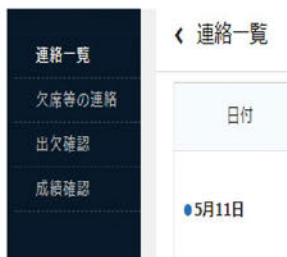 連絡一覧
欠席等の連絡
出欠確認
成績確認
連絡一覧
日付
5月11日